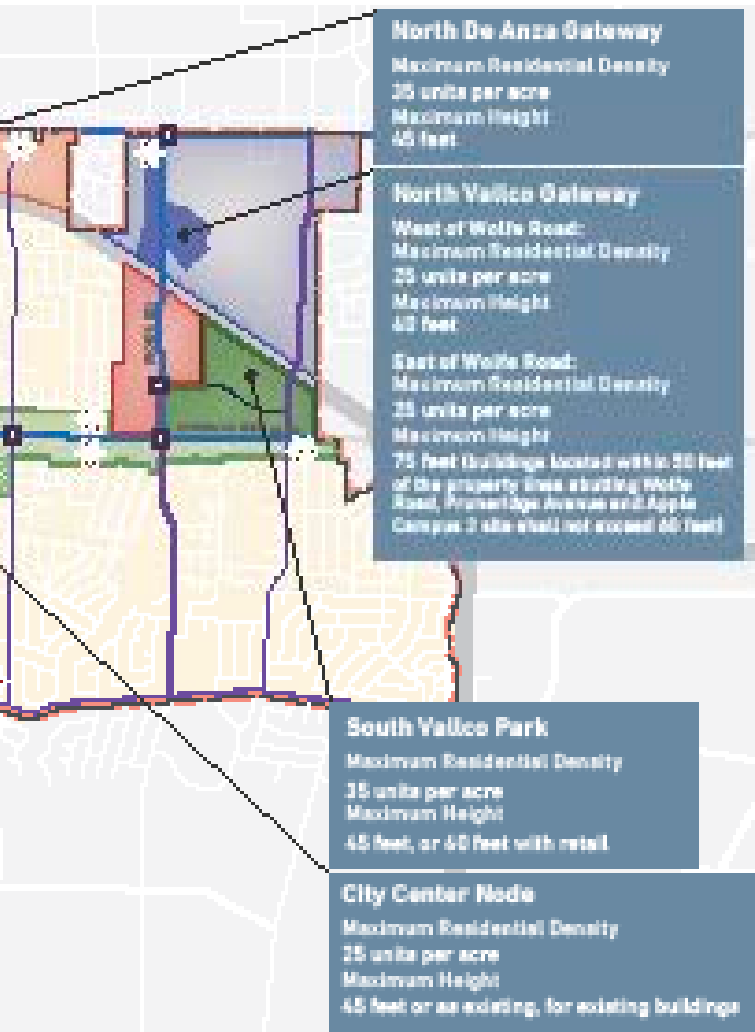 North De Anza Gateway
Maximum Residential Density
35 units per acre
Maximum Height
45 feet
North Vallco Gateway
West of Wolfe Road:
Maximum Residential Density
25 units per acre
Maximum Height
60 feet
East of Wolfe Road:
Maximum Residential Density
25 units per acre
Maximum Height
75 feet (buildings located within 50 feet
of the property lines abutting Wolfe
Road, Pruneridge Avenue and Apple
Campus 2 site shall not exceed 60 feet)
South Vallco Park
Maximum Residential Density
35 units per acre
Maximum Height
45 feet, or 60 feet with retail
City Center Node
Maximum Residential Density
25 units per acre
Maximum Height
45 feet or as existing, for existing buildings